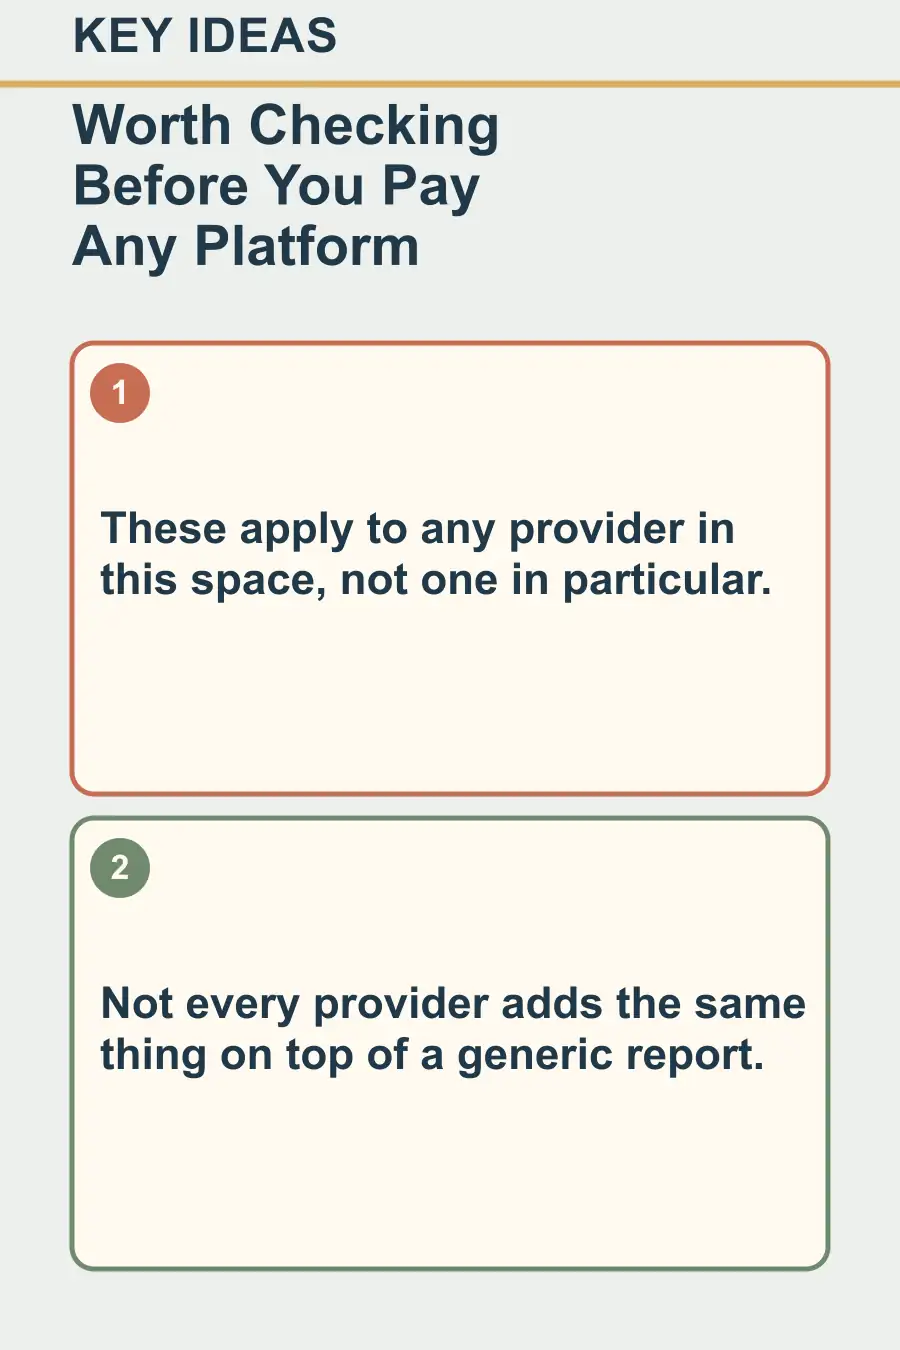 KEY IDEAS
Worth Checking
Before You Pay
Any Platform
1
These apply to any provider in
this space, not one in particular.
2
Not every provider adds the same
thing on top of a generic report.